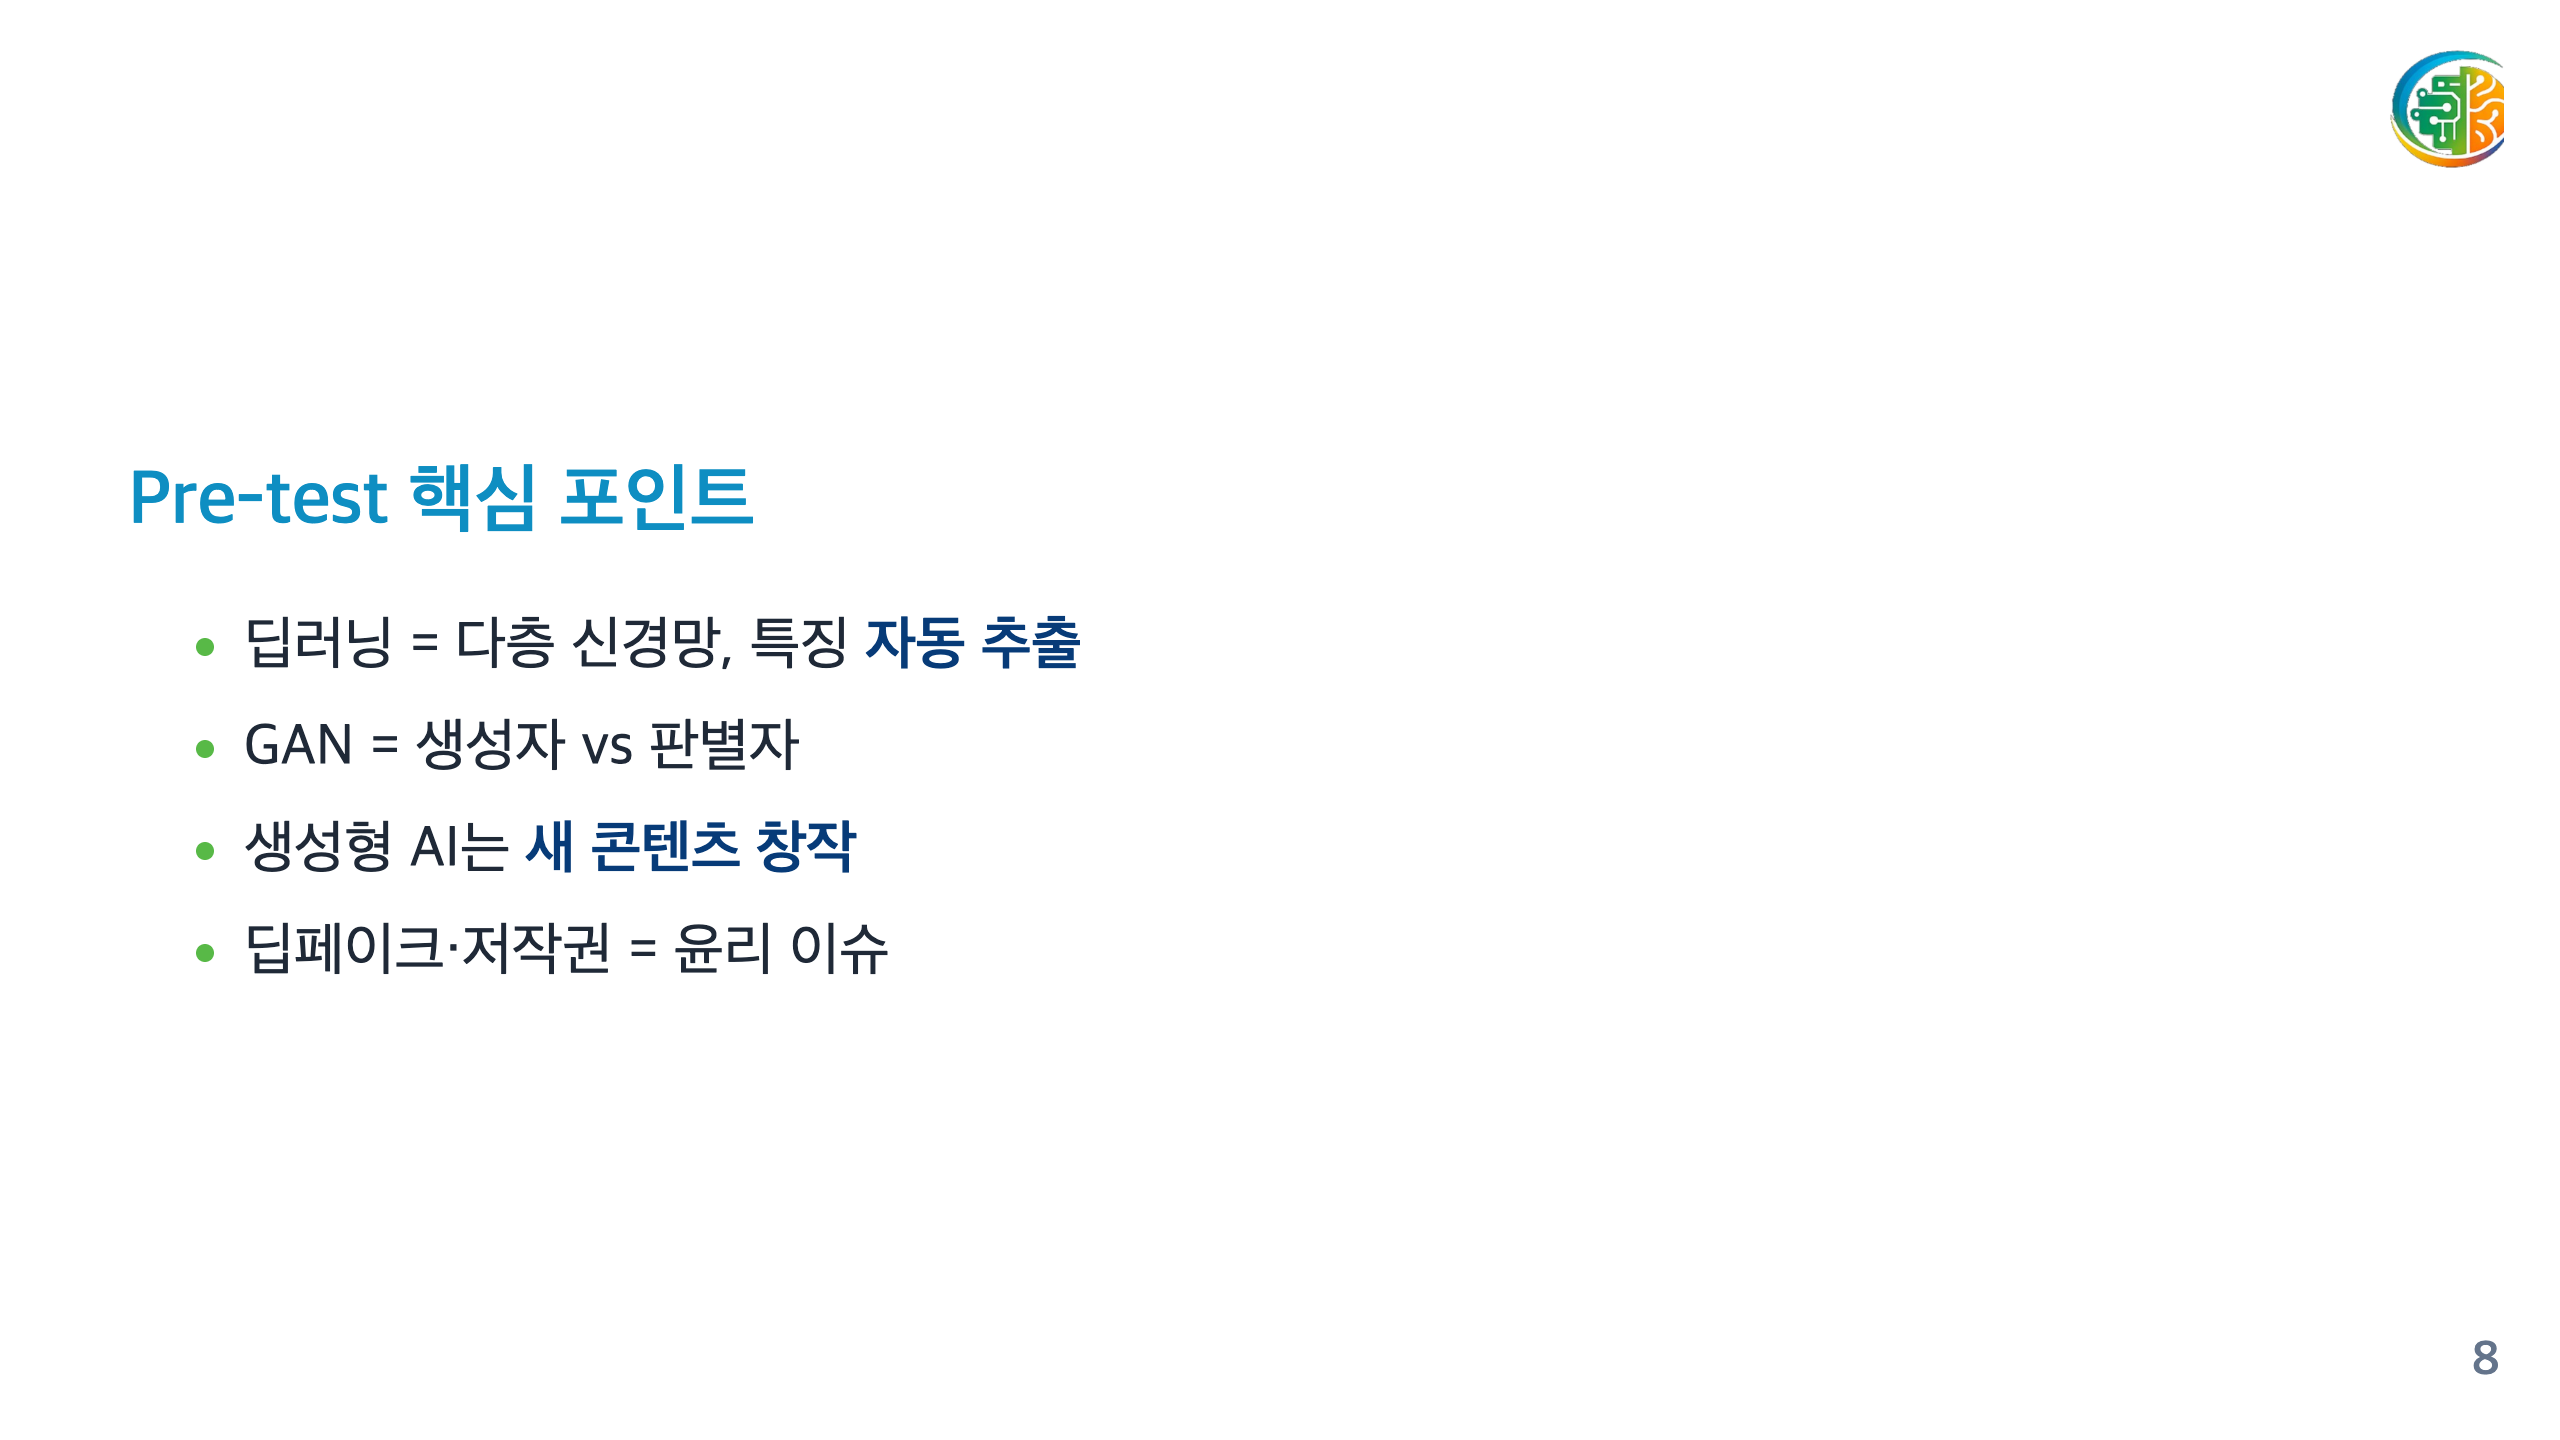 Pre-test 핵심 포인트
• 딥러닝 = 다층 신경망, 특징 자동 추출
• GAN = 생성자 vs 판별자
• 생성형 AI는 새 콘텐츠 창작
• 딥페이크·저작권 = 윤리 이슈
8